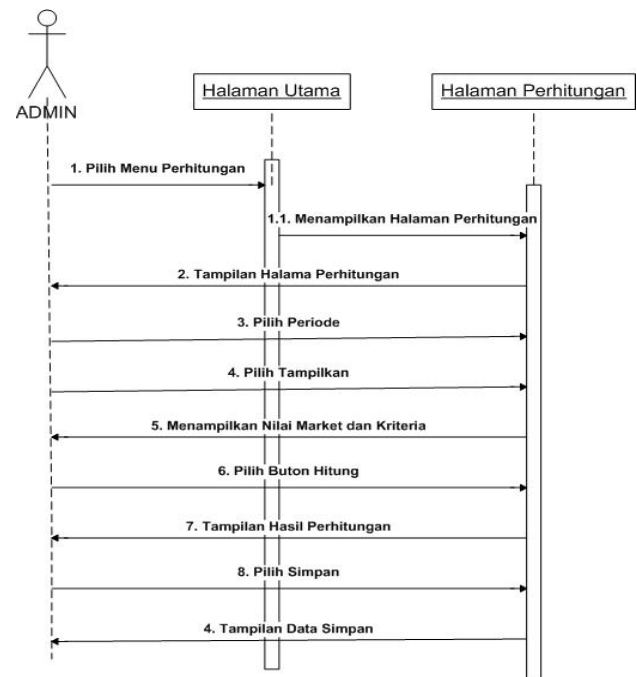 ADMIN
Halaman Utama
Halaman Perhitungan
1. Pilih Menu Perhitungan
1.1. Menampilkan Halaman Perhitungan
2. Tampilan Halama Perhitungan
3. Pilih Periode
4. Pilih Tampilkan
5. Menampilkan Nilai Market dan Kriteria
6. Pilih Buton Hitung
7. Tampilan Hasil Perhitungan
8. Pilih Simpan
4. Tampilan Data Simpan